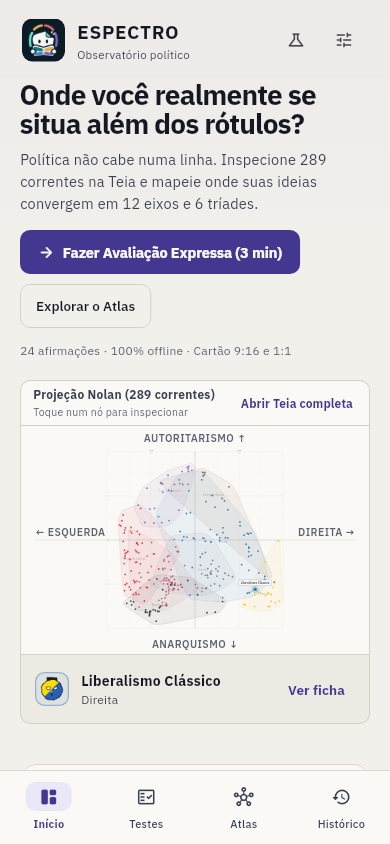 ESPECTRO
Observatório político
Onde você realmente se
situa além dos rótulos?
Política não cabe numa linha. Inspecione 289
correntes na Teia e mapeie onde suas ideias
convergem em 12 eixos e 6 tríades.
→ Fazer Avaliação Expressa (3 min)
Explorar o Atlas
24 afirmações · 100% offline · Cartão 9:16 e 1:1
Projeção Nolan (289 correntes)
Toque num nó para inspecionar
Abrir Teia completa
AUTORITARISMO ↑
← ESQUERDA
DIREITA →
Liberalismo Clássico
ANARQUISMO ↓
Liberalismo Clássico
Direita
Ver ficha
Início
Testes
Atlas
Histórico